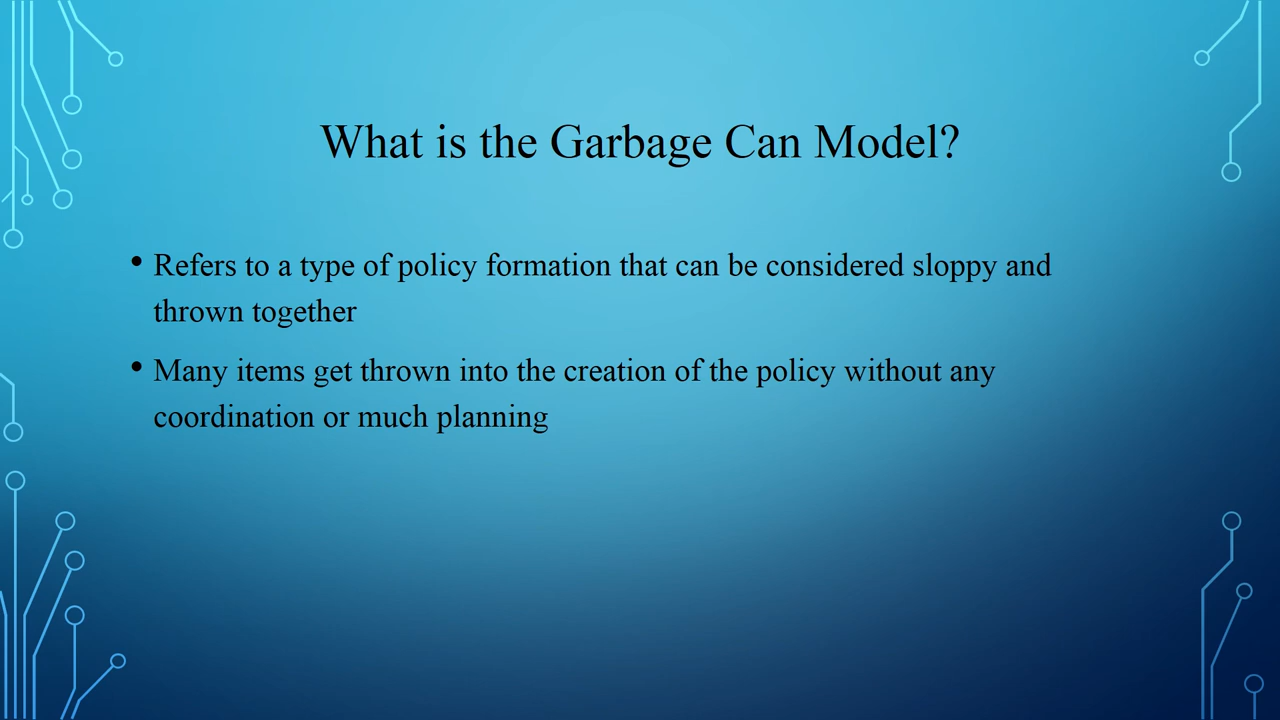 What is the Garbage Can Model?
• Refers to a type of policy formation that can be considered sloppy and
thrown together
• Many items get thrown into the creation of the policy without any
coordination or much planning